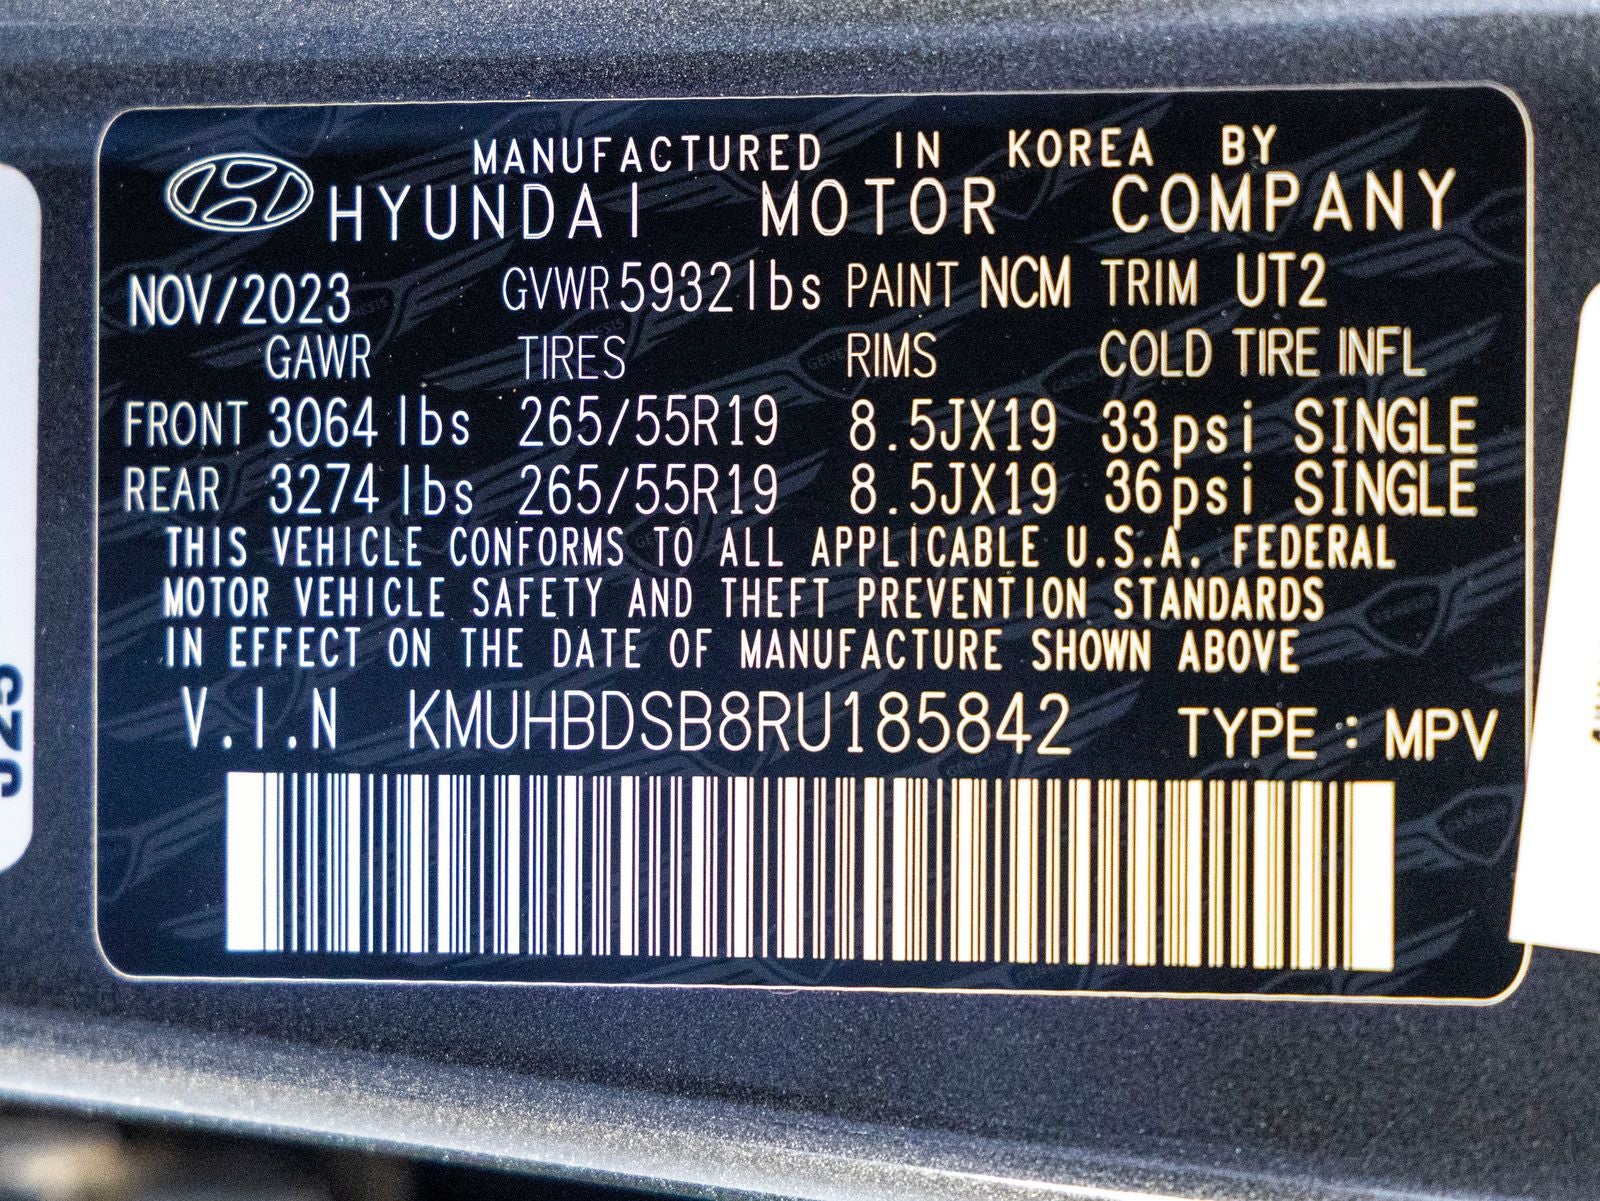 MANUFACTURED IN KOREA BY
HYUNDAI MOTOR COMPANY
NOV/2023 GVWR 5932 lbs PAINT NCM TRIM UT2
GAWR TIRES RIMS COLD TIRE INFL
FRONT 3064 lbs 265/55R19 8.5JX19 33psi SINGLE
REAR 3274 lbs 265/55R19 8.5JX19 36psi SINGLE
THIS VEHICLE CONFORMS TO ALL APPLICABLE U.S.A. FEDERAL
MOTOR VEHICLE SAFETY AND THEFT PREVENTION STANDARDS
IN EFFECT ON THE DATE OF MANUFACTURE SHOWN ABOVE
V.I.N KMUHBDSB8RU185842 TYPE : MPV